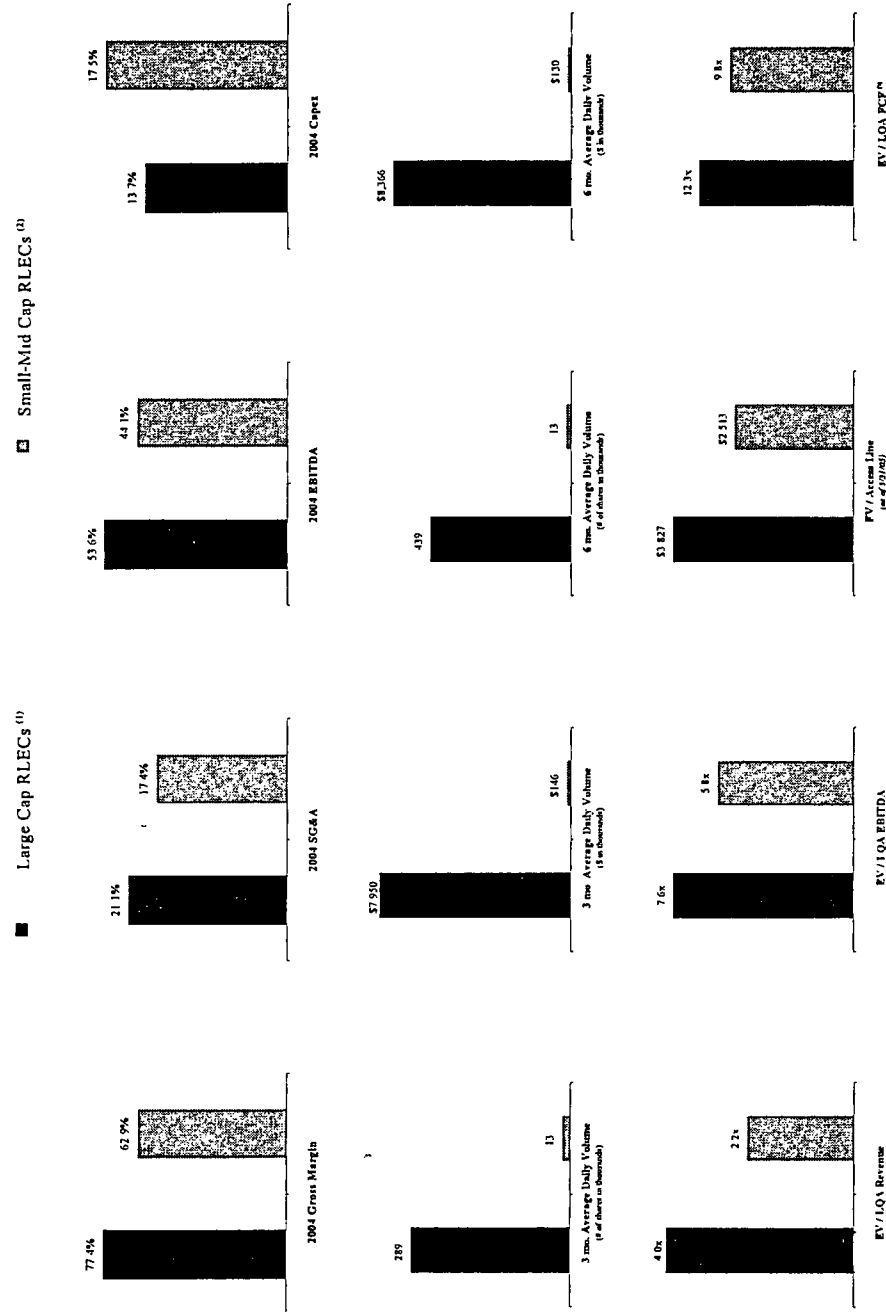 Large Cap RLECs (1)
Small-Mid Cap RLECs (2)
77 4%
62 9%
2004 Gross Margin
21 1%
17 4%
2004 SG&A
53 6%
44 1%
2004 EBITDA
13 7%
17 5%
2004 Capex
289
13
3 mo. Average Daily Volume
(# of shares in thousands)
$7 950
$146
3 mo Average Daily Volume
($ in thousands)
439
13
6 mo. Average Daily Volume
(# of shares in thousands)
$8,366
$130
6 mo. Average Daily Volume
($ in thousands)
4 0x
2 2x
EV / LQA Revenue
7 6x
5 8x
EV / LQA EBITDA
$3 827
$2 513
EV / Access Line
(as of
12 3x
9 8x
EV / LQA FCF